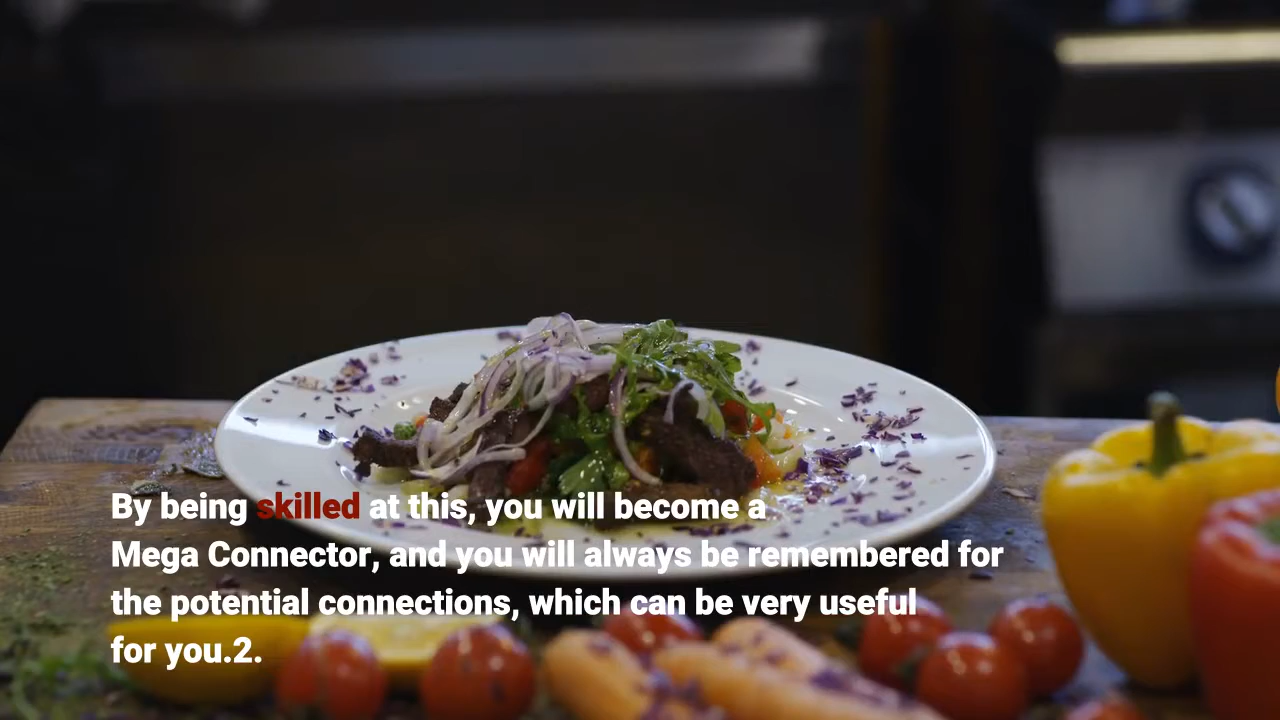 By being skilled at this, you will become a
Mega Connector, and you will always be remembered for
the potential connections, which can be very useful
for you.2.